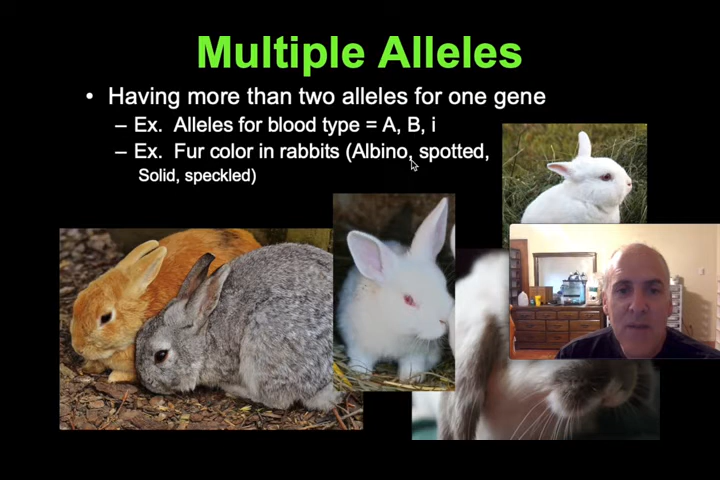 Multiple Alleles
• Having more than two alleles for one gene
– Ex. Alleles for blood type = A, B, i
– Ex. Fur color in rabbits (Albino, spotted,
Solid, speckled)